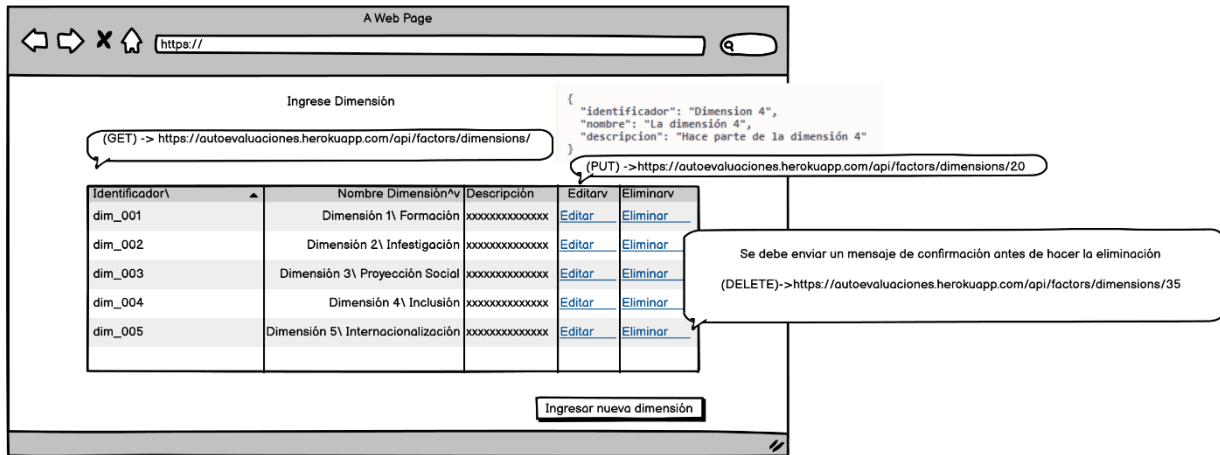 A Web Page
https://
Ingrese Dimensión
{
"identificador": "Dimension 4",
"nombre": "La dimensión 4",
"descripcion": "Hace parte de la dimensión 4"
}
(GET) -> https://autoevaluaciones.herokuapp.com/api/factors/dimensions/
(PUT) ->https://autoevaluaciones.herokuapp.com/api/factors/dimensions/20
Identificador\ Nombre Dimensión^v Descripción Editarv Eliminarv
dim_001 Dimensión 1\ Formación xxxxxxxxxxxxxx Editar Eliminar
dim_002 Dimensión 2\ Infestigación xxxxxxxxxxxxxx Editar Eliminar
dim_003 Dimensión 3\ Proyección Social xxxxxxxxxxxxxx Editar Eliminar
dim_004 Dimensión 4\ Inclusión xxxxxxxxxxxxxx Editar Eliminar
dim_005 Dimensión 5\ Internacionalización xxxxxxxxxxxxxx Editar Eliminar
Se debe enviar un mensaje de confirmación antes de hacer la eliminación
(DELETE)->https://autoevaluaciones.herokuapp.com/api/factors/dimensions/35
Ingresar nueva dimensión